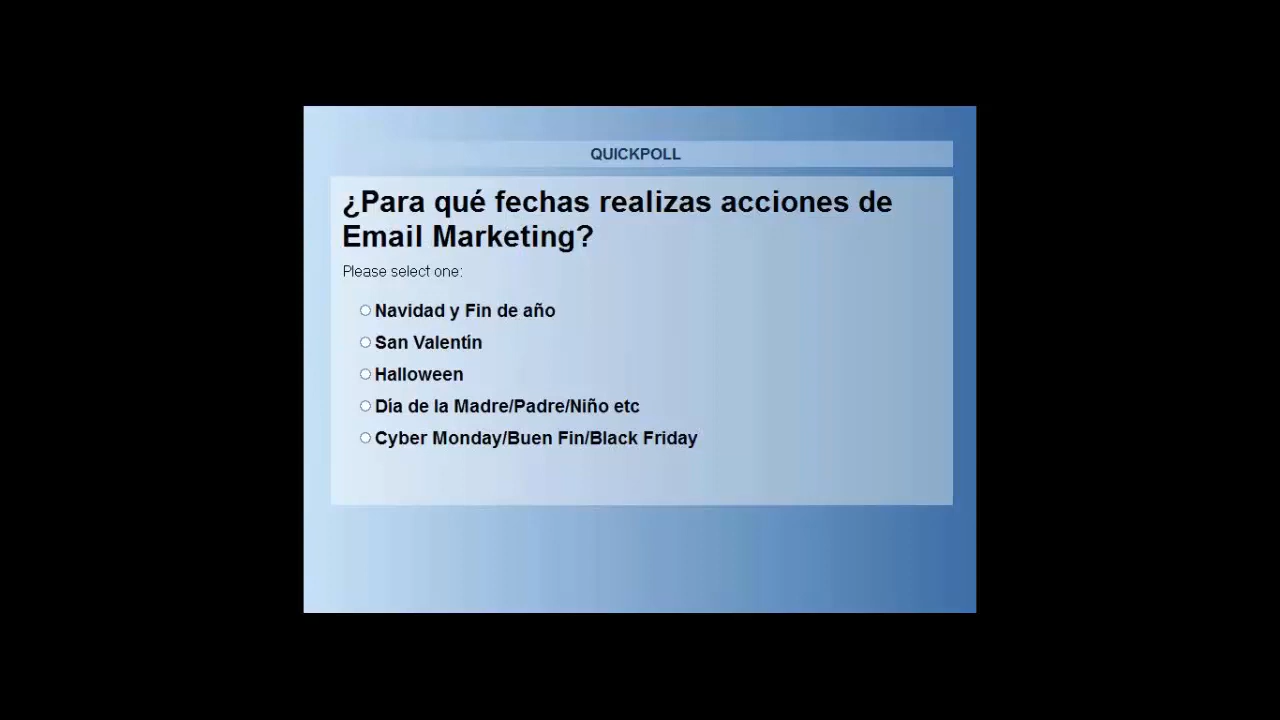 QUICKPOLL
¿Para qué fechas realizas acciones de
Email Marketing?
Please select one:
Navidad y Fin de año
San Valentín
Halloween
Día de la Madre/Padre/Niño etc
Cyber Monday/Buen Fin/Black Friday